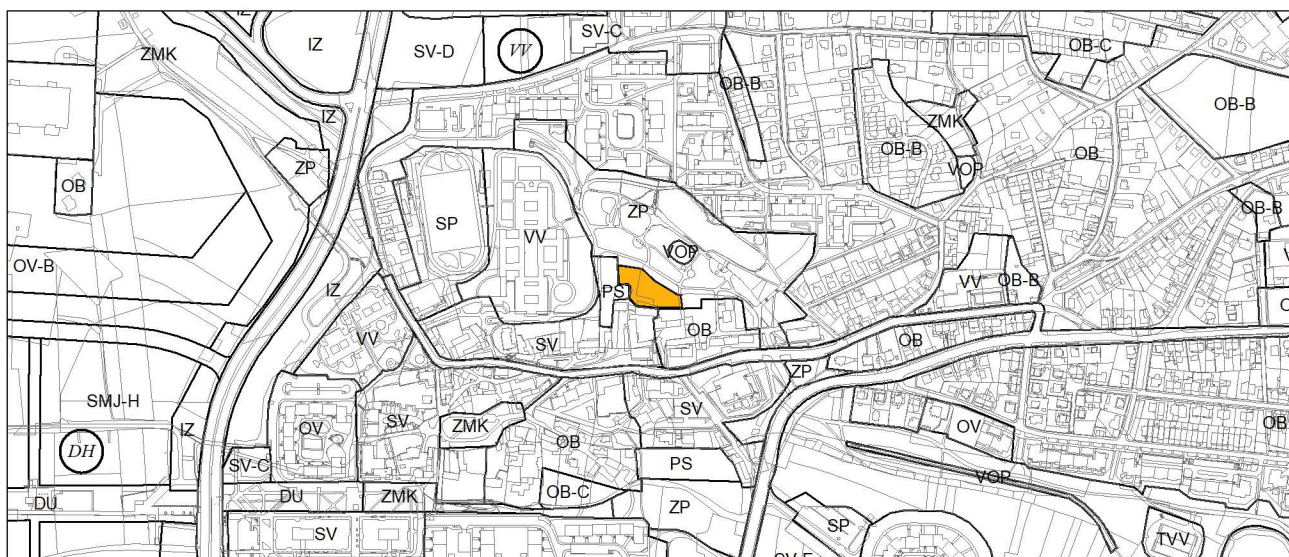 IZ
ZMK
IZ
SV-D
VV
SV-C
OB-C
OB-B
OB-B
IZ
ZMK
ZP
OB-B
OB
VOP
OB
ZP
SP
VV
VOP
OB-B
OV-B
IZ
PS
VV
OB-B
OB
SV
VV
OB
ZP
SMJ-H
OV
SV
ZMK
OB
SV
OV
OB
IZ
DH
SV-C
PS
VOP
DU
DU
ZMK
OB-C
ZP
SP
SV
TVV